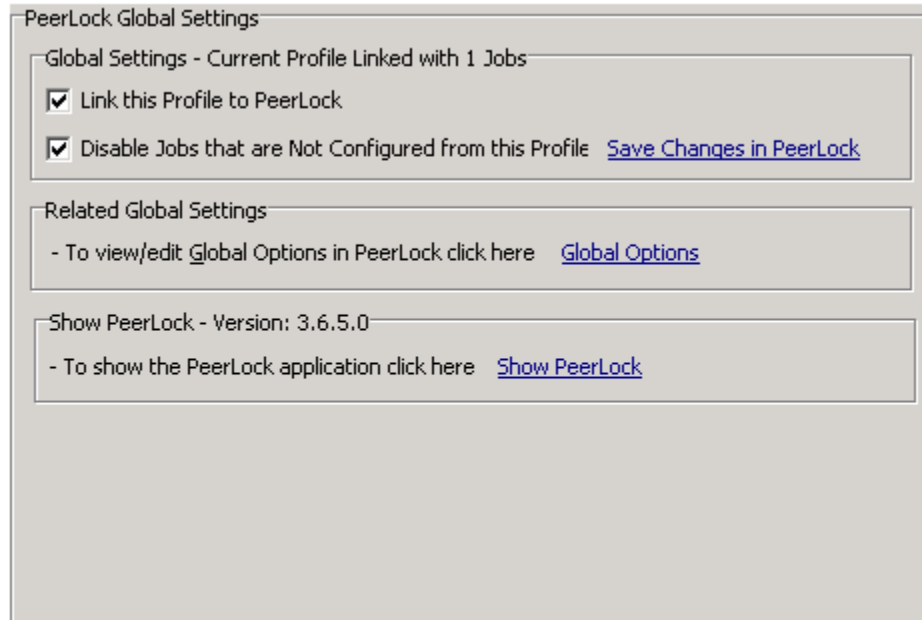 PeerLock Global Settings
Global Settings - Current Profile Linked with 1 Jobs
Link this Profile to PeerLock
Disable Jobs that are Not Configured from this Profile Save Changes in PeerLock
Related Global Settings
- To view/edit Global Options in PeerLock click here Global Options
Show PeerLock - Version: 3.6.5.0
- To show the PeerLock application click here Show PeerLock